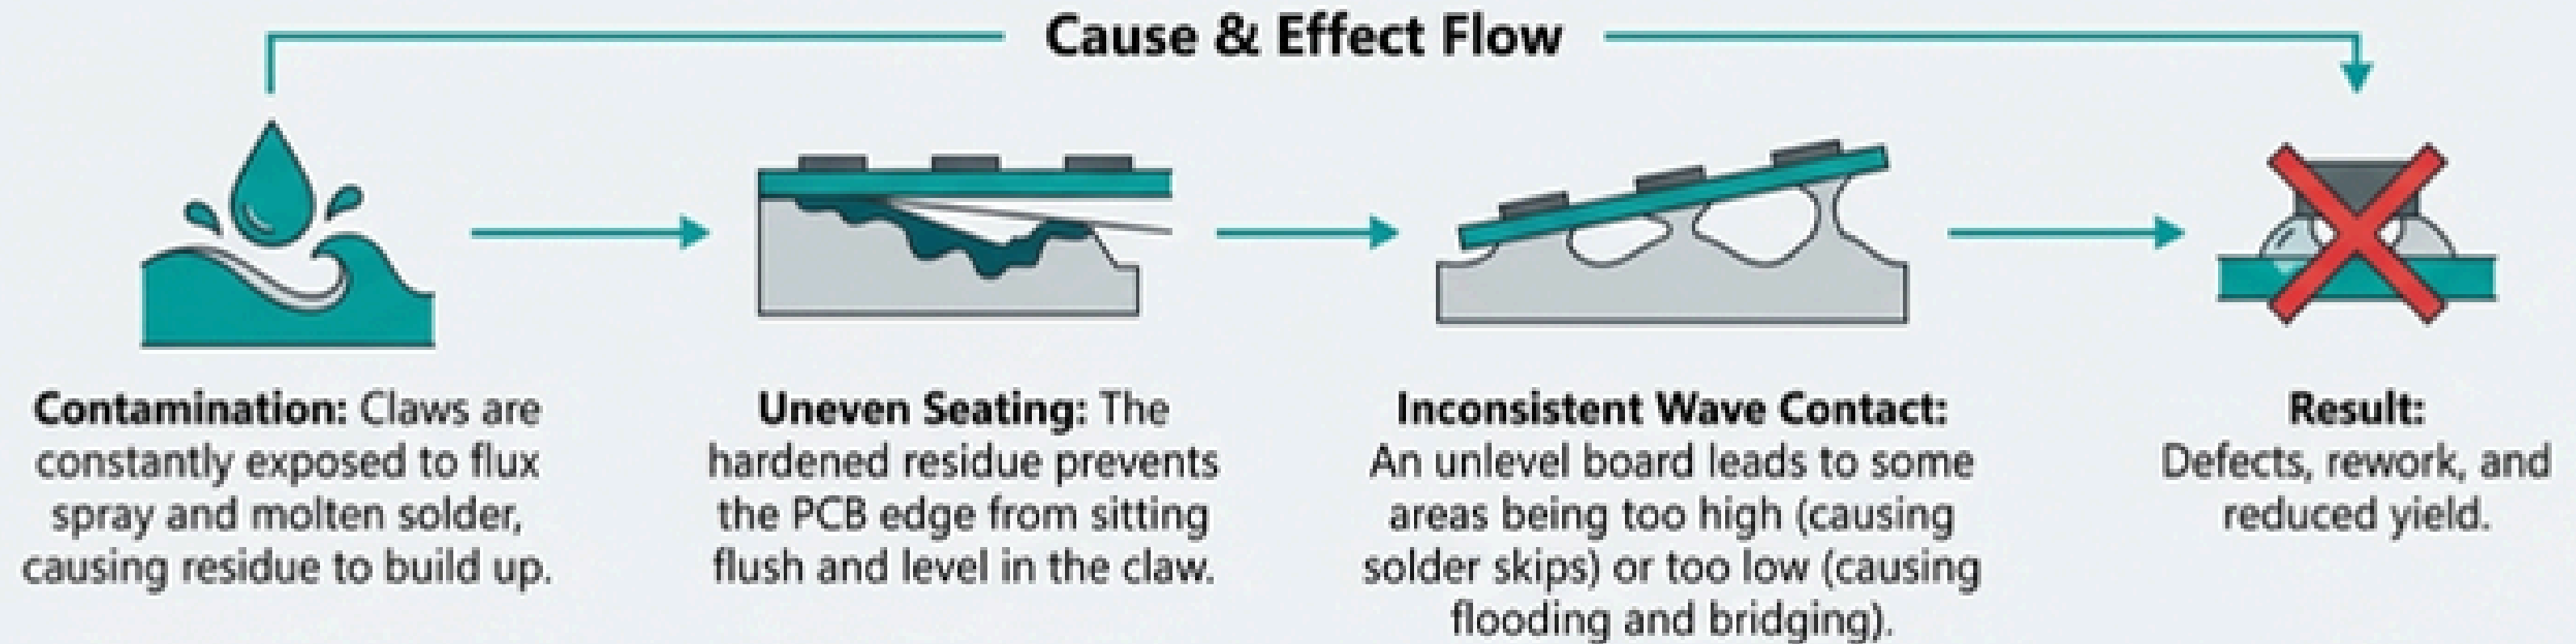 Cause & Effect Flow
Contamination: Claws are
constantly exposed to flux
spray and molten solder,
causing residue to build up.
Uneven Seating: The
hardened residue prevents
the PCB edge from sitting
flush and level in the claw.
Inconsistent Wave Contact:
An unlevel board leads to some
areas being too high (causing
solder skips) or too low (causing
flooding and bridging).
Result:
Defects, rework, and
reduced yield.